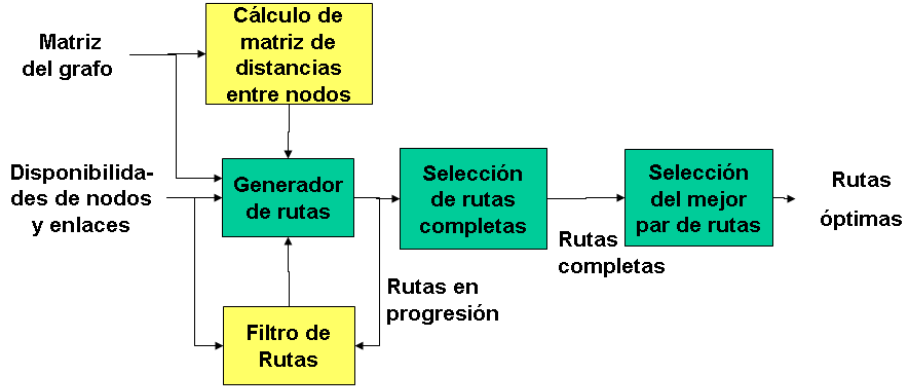 Cálculo de
matriz de
distancias
entre nodos
Matriz
del grafo
Disponibilida-
ades de nodos
y enlaces
Generador
de rutas
Selección
de rutas
completas
Selección
del mejor
par de rutas
Rutas
óptimas
Rutas
completas
Rutas en
progresión
Filtro de
Rutas